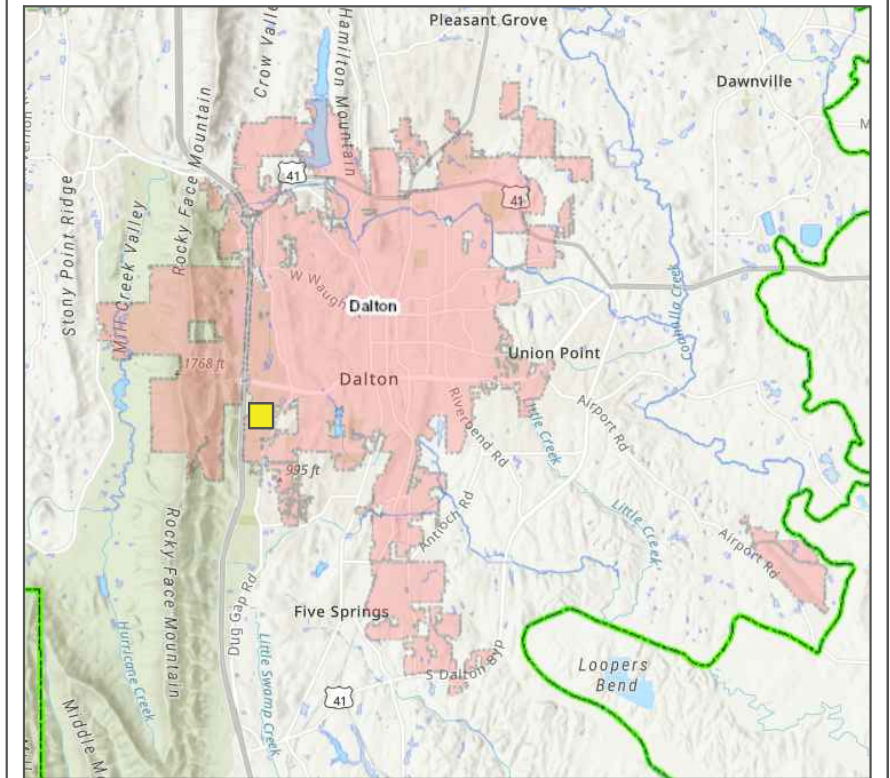 Pleasant Grove
Crow Valle
Hamilton Mountain
Dawnville
Rocky Face Mountain
41
41
Stony Point Ridge
Mill Creek Valley
W Waugh
Dalton
Coahulla Creek
Union Point
1768 ft
Dalton
Riverbend Rd
Little Creek
Airport Rd
995 ft
Antioch Rd
Little Creek
Airport Rd
Rocky Face Mountain
Dug Gap Rd
Five Springs
Hurricane Creek
Little Swamp Creek
S Dalton Byp
Loopers
Bend
41
Middle Mo